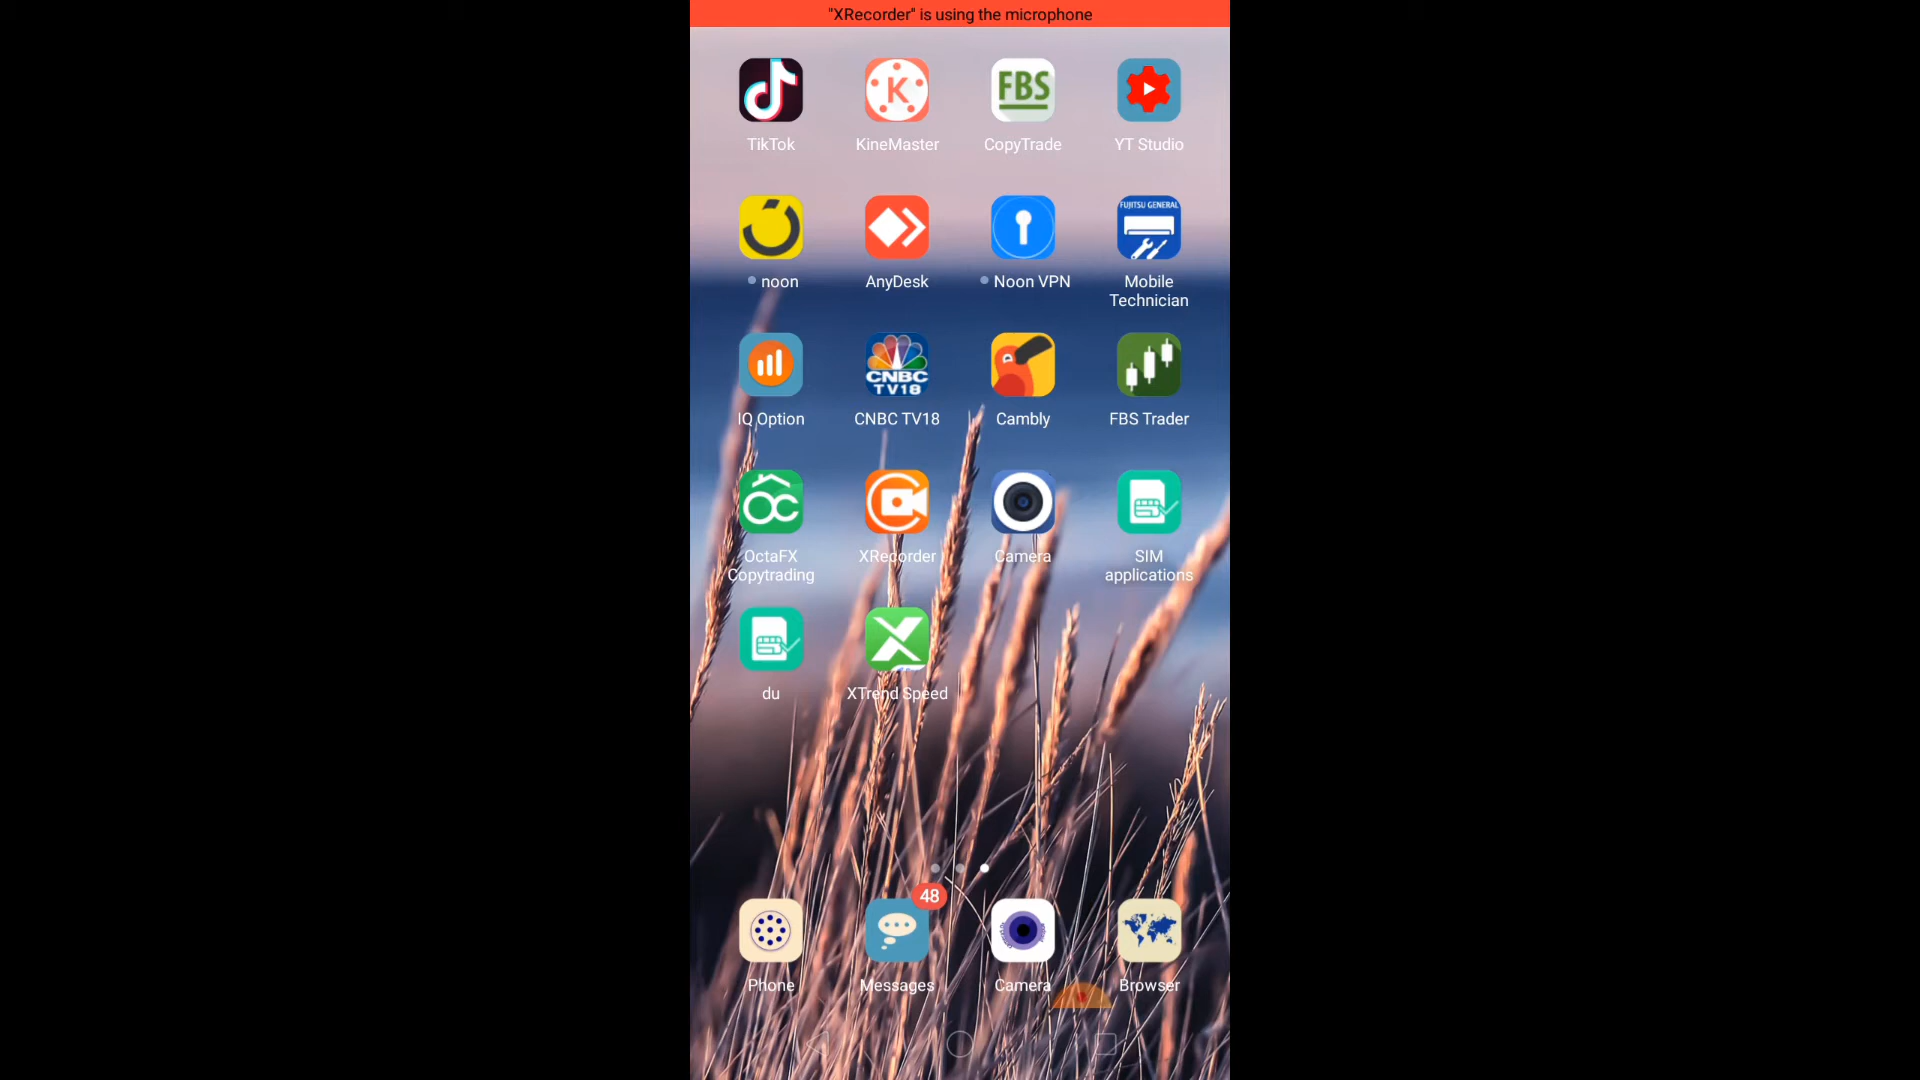 "XRecorder" is using the microphone
K
FBS
TikTok
KineMaster
CopyTrade
YT Studio
FUJITSU GENERAL
noon
AnyDesk
Noon VPN
Mobile
Technician
CNBC
TV18
IQ Option
CNBC TV18
Cambly
FBS Trader
OC
OctaFX
Copytrading
XRecorder
Camera
SIM
applications
du
XTrend Speed
48
Phone
Messages
Camera
Browser